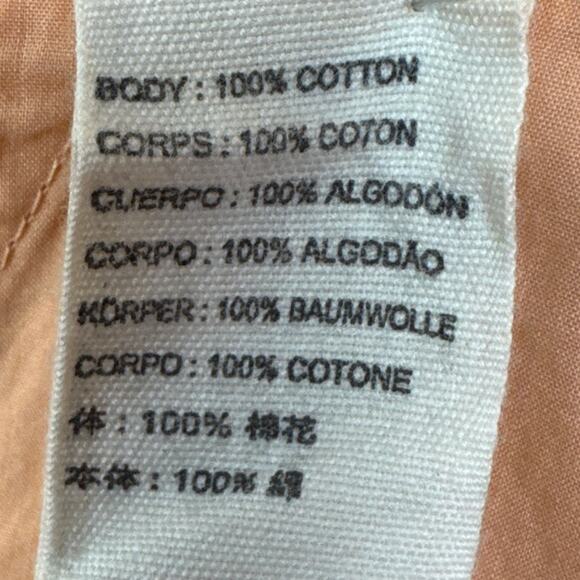 BODY : 100% COTTON
CORPS : 100% COTON
CUERPO : 100% ALGODÓN
CORPO : 100% ALGODÃO
KÖRPER : 100% BAUMWOLLE
CORPO : 100% COTONE
体 : 100% 棉花
本体 : 100% 綿